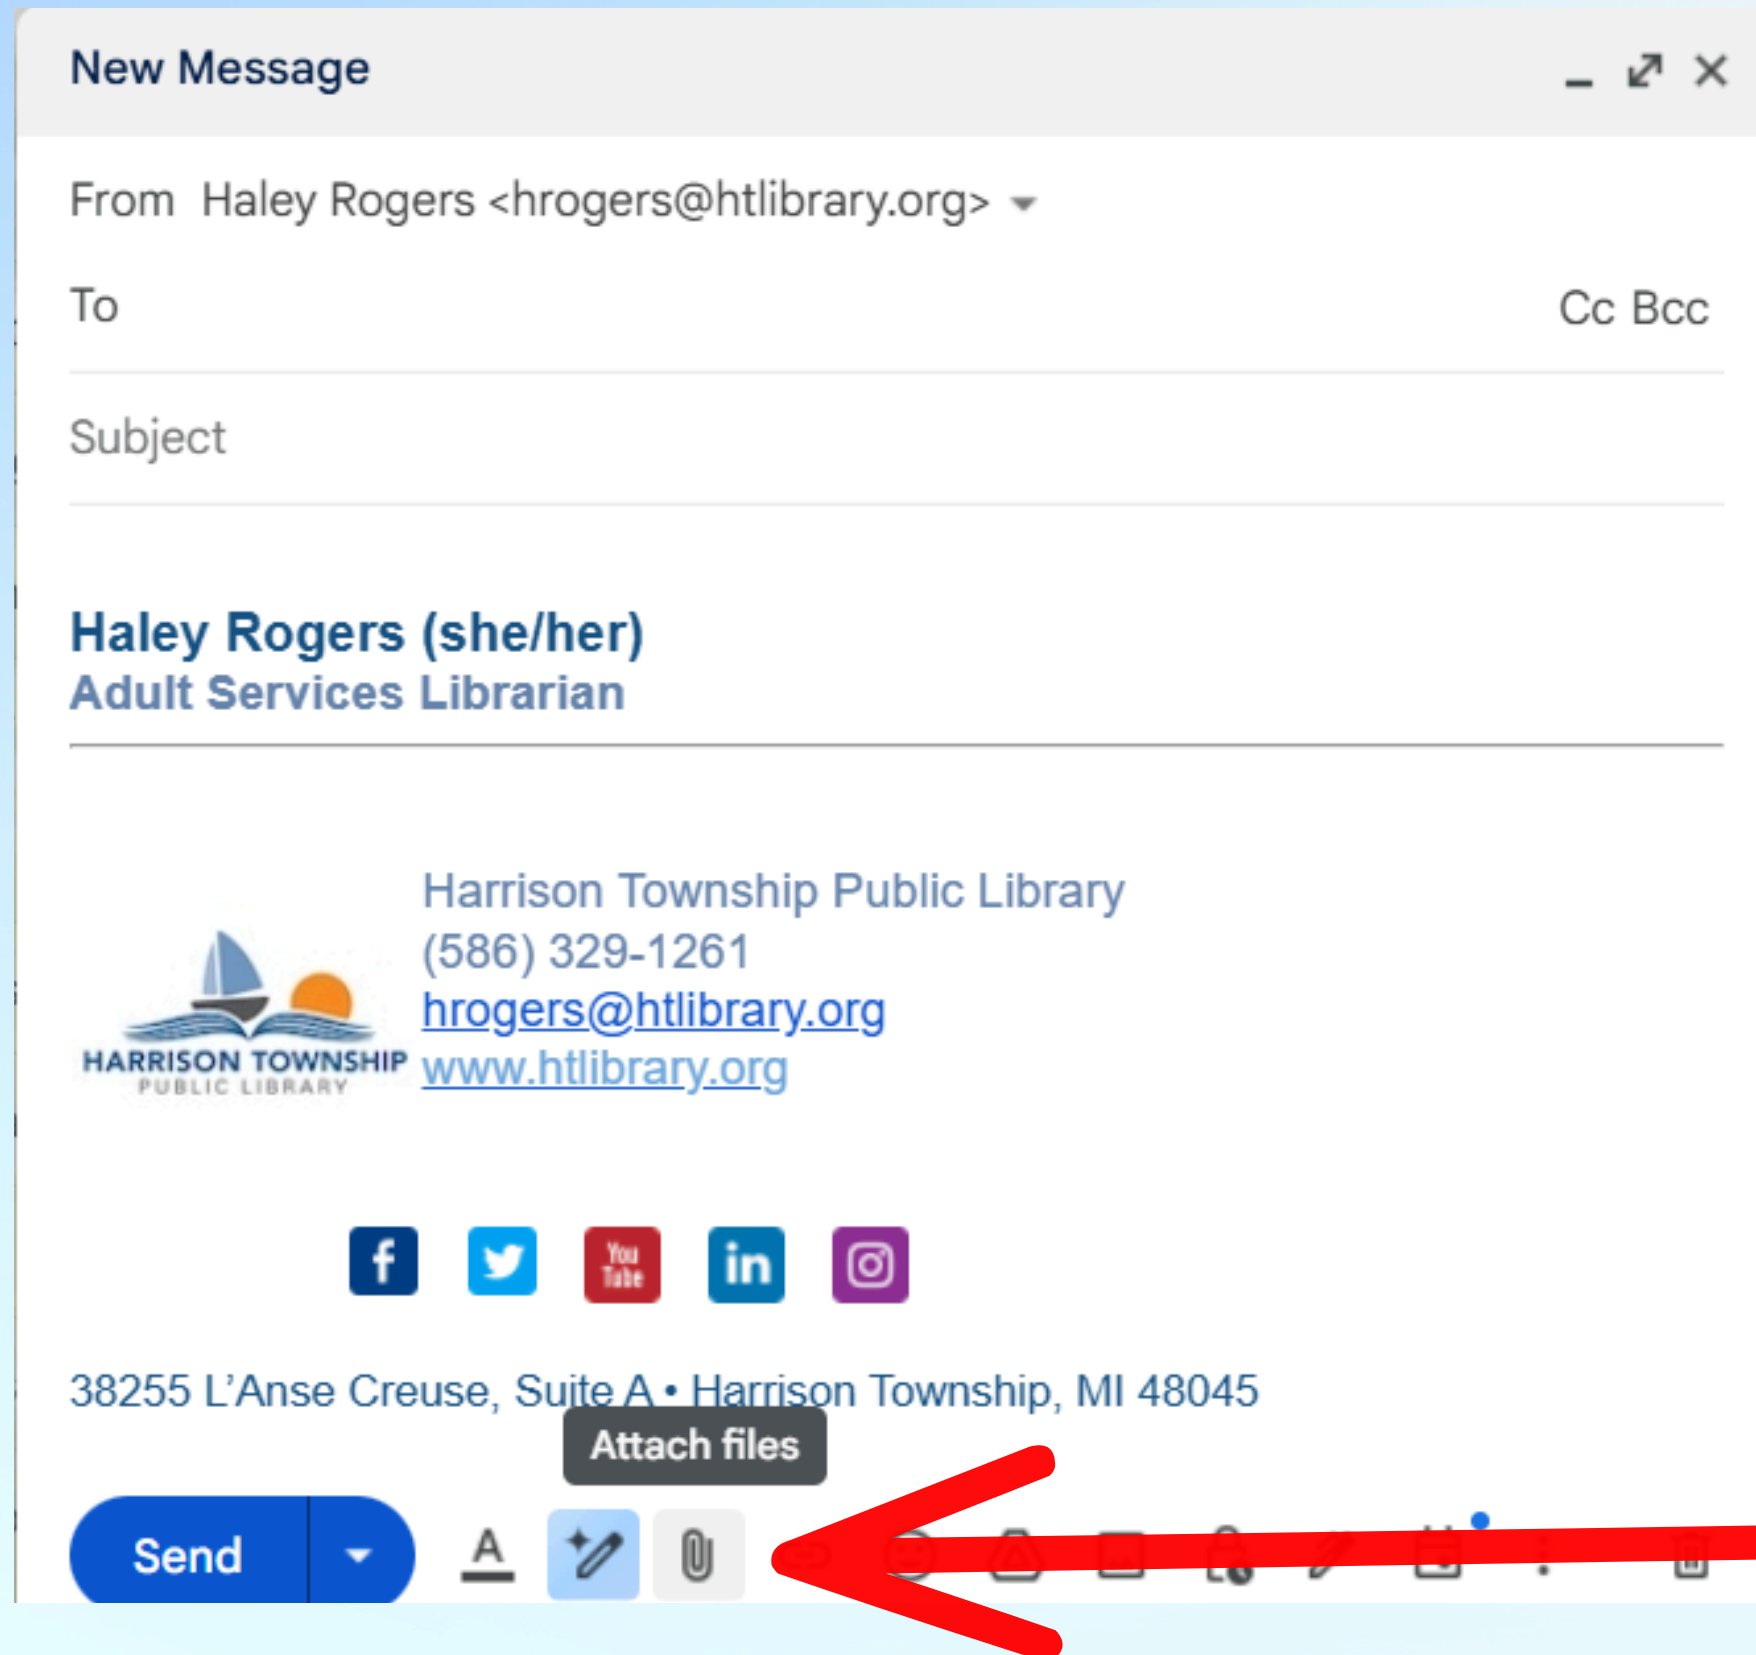 New Message
From Haley Rogers <hrogers@htlibrary.org>
To Cc Bcc
Subject
Haley Rogers (she/her)
Adult Services Librarian
Harrison Township Public Library
(586) 329-1261
hrogers@htlibrary.org
www.htlibrary.org
HARRISON TOWNSHIP
PUBLIC LIBRARY
f You Tube in
38255 L’Anse Creuse, Suite A • Harrison Township, MI 48045
Attach files
Send A